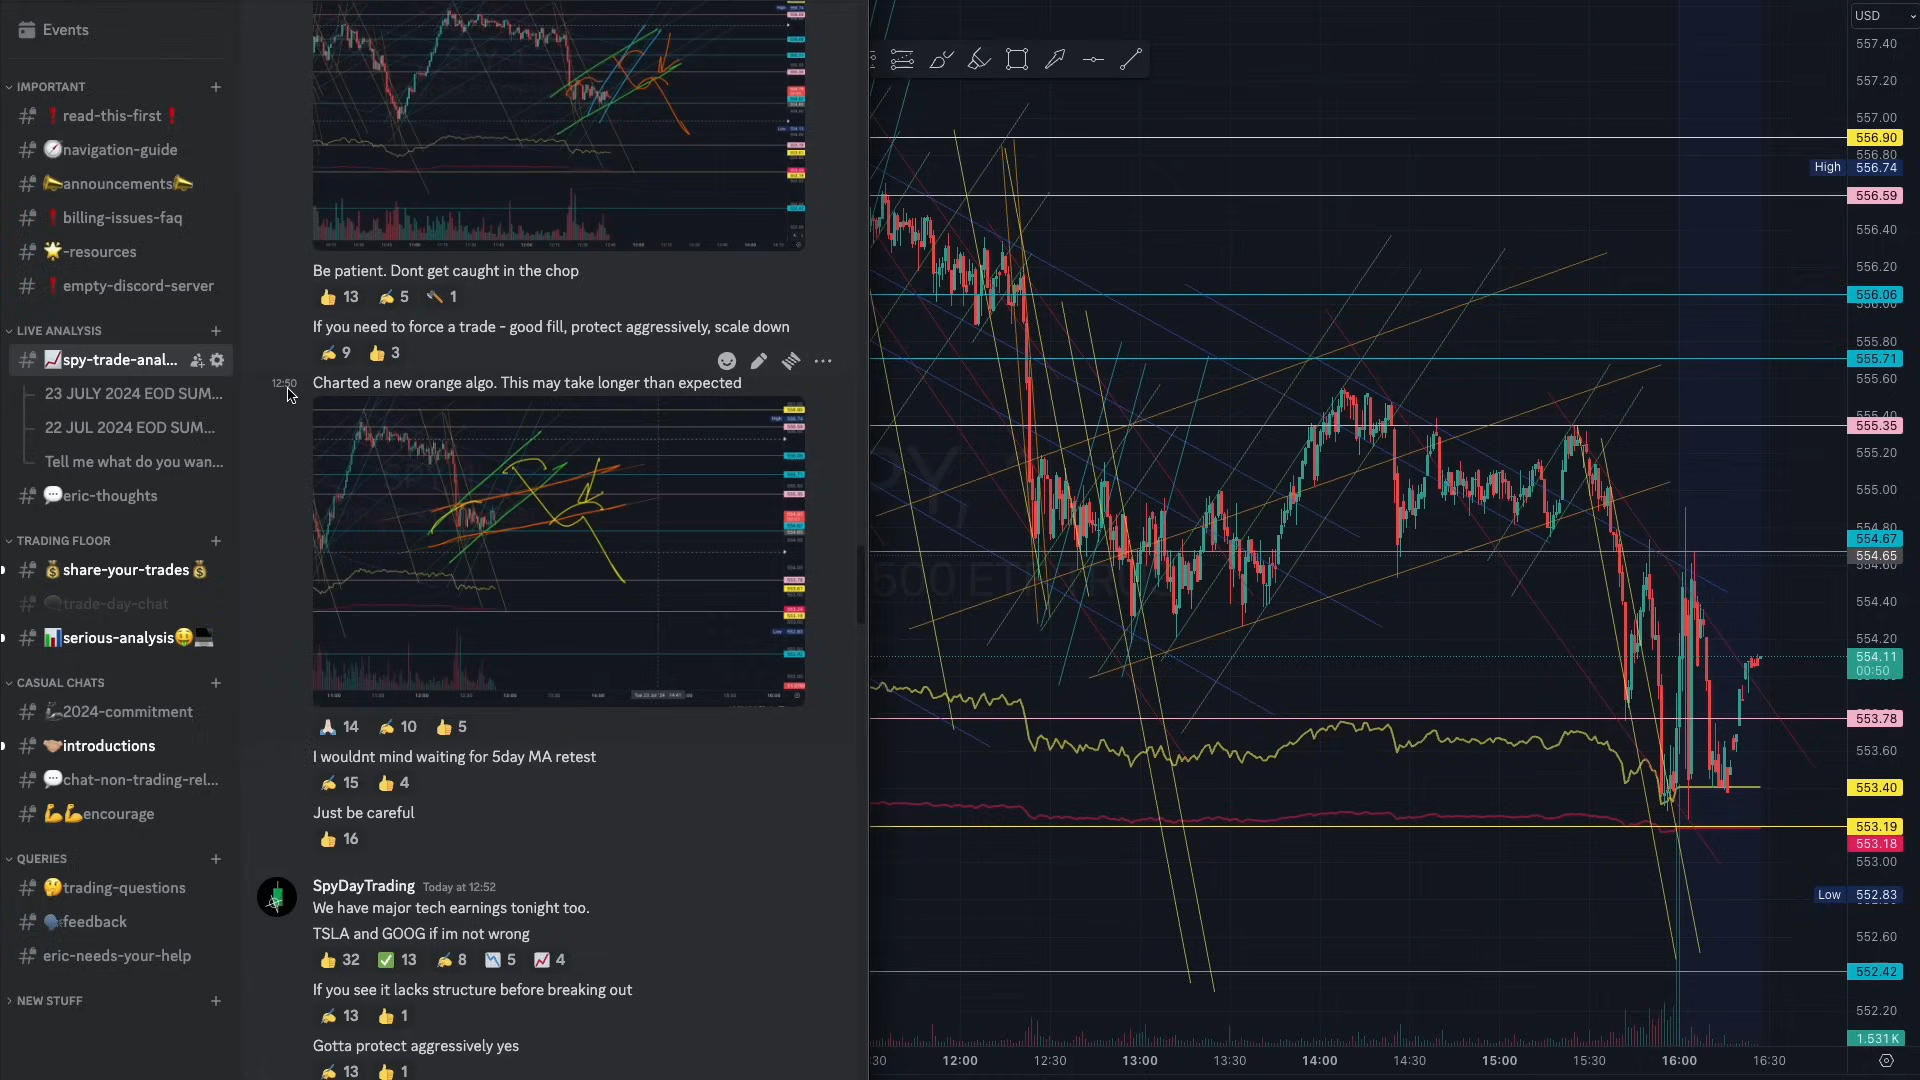 Events
IMPORTANT
read-this-first
navigation-guide
announcements
billing-issues-faq
-resources
empty-discord-server
LIVE ANALYSIS
spy-trade-anal...
23 JULY 2024 EOD SUM...
22 JUL 2024 EOD SUM...
Tell me what do you wan...
eric-thoughts
TRADING FLOOR
share-your-trades
trade-day-chat
serious-analysis
CASUAL CHATS
2024-commitment
introductions
chat-non-trading-rel...
encourage
QUERIES
trading-questions
feedback
eric-needs-your-help
NEW STUFF
Be patient. Dont get caught in the chop
13 5 1
If you need to force a trade - good fill, protect aggressively, scale down
9 3
12:50 Charted a new orange algo. This may take longer than expected
14 10 5
I wouldnt mind waiting for 5day MA retest
15 4
Just be careful
16
SpyDayTrading Today at 12:52
We have major tech earnings tonight too.
TSLA and GOOG if im not wrong
32 13 8 5 4
If you see it lacks structure before breaking out
13 1
Gotta protect aggressively yes
13 1
USD
557.40
557.20
557.00
556.90
556.80
High 556.74
556.59
556.40
556.20
556.06
556.00
555.80
555.71
555.60
555.40
555.35
555.20
555.00
554.80
554.67
554.65
554.60
554.40
554.20
554.11
00:50
553.78
553.60
553.40
553.19
553.18
553.00
Low 552.83
552.60
552.42
552.20
1.531 K
:30 12:00 12:30 13:00 13:30 14:00 14:30 15:00 15:30 16:00 16:30